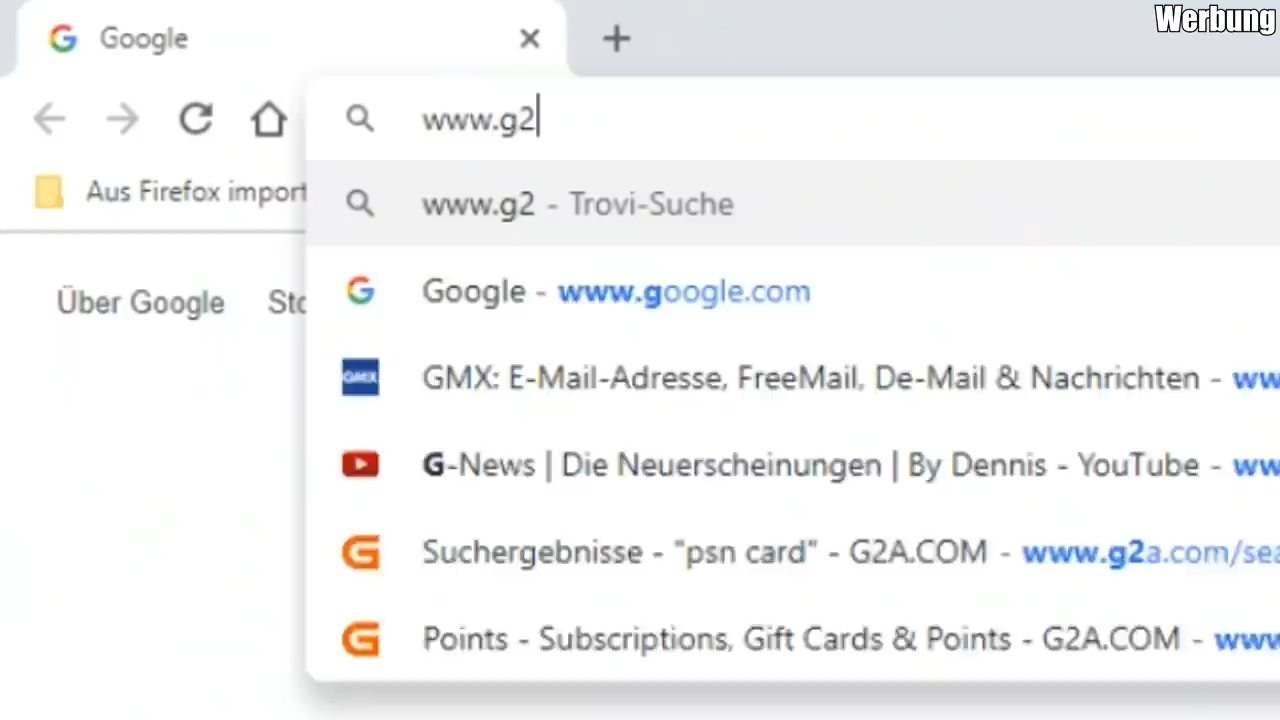 Werbung
Google
www.g2
Aus Firefox import
www.g2 - Trovi-Suche
Über Google Sto
Google - www.google.com
GMX: E-Mail-Adresse, FreeMail, De-Mail & Nachrichten - ww
G-News | Die Neuerscheinungen | By Dennis - YouTube - ww
Suchergebnisse - "psn card" - G2A.COM - www.g2a.com/sea
Points - Subscriptions, Gift Cards & Points - G2A.COM - www